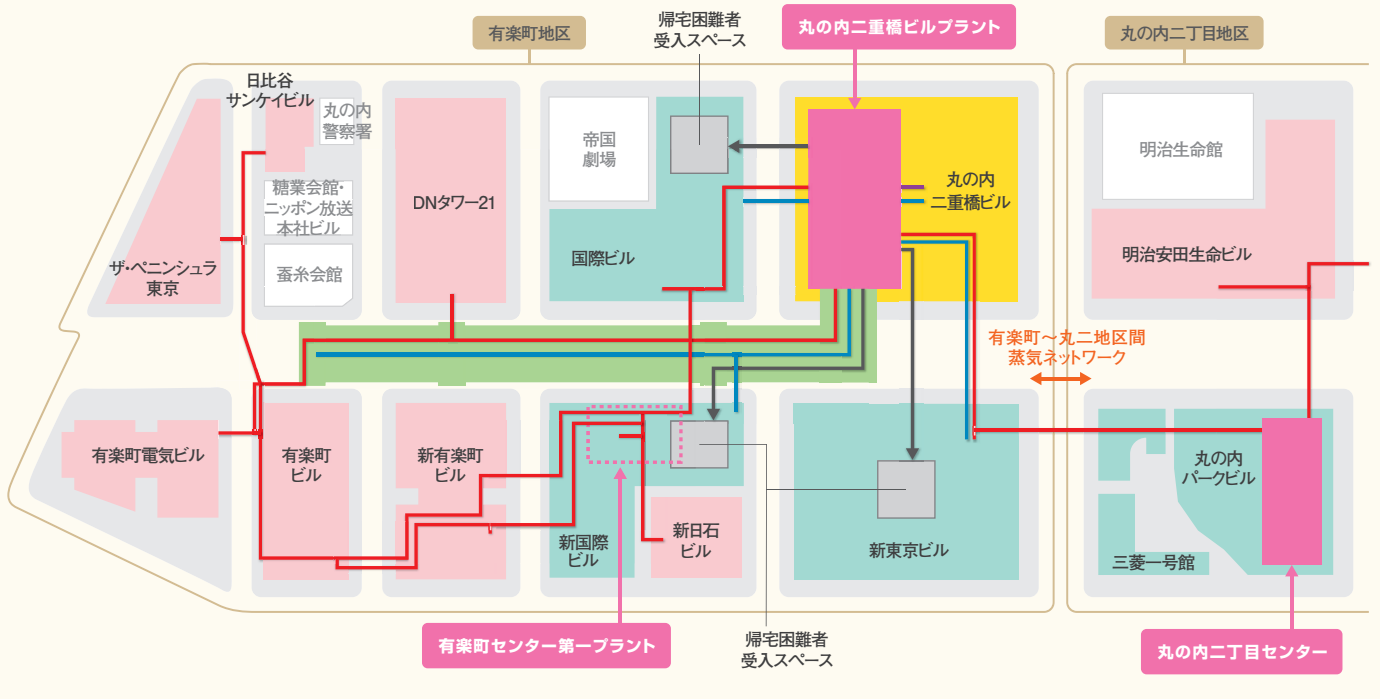 有楽町地区
帰宅困難者
受入スペース
丸の内二重橋ビルプラント
丸の内二丁目地区
日比谷
サンケイビル
丸の内
警察署
帝国
劇場
明治生命館
糖業会館・
ニッポン放送
本社ビル
DNタワー21
丸の内
二重橋ビル
国際ビル
明治安田生命ビル
ザ・ペニンシュラ
東京
蚕糸会館
有楽町〜丸二地区間
蒸気ネットワーク
有楽町電気ビル
有楽町
ビル
新有楽町
ビル
丸の内
パークビル
新国際
ビル
新日石
ビル
新東京ビル
三菱一号館
有楽町センター第一プラント
帰宅困難者
受入スペース
丸の内二丁目センター